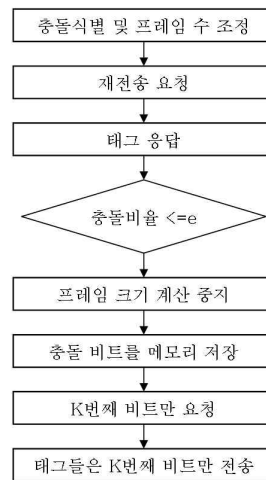 충돌식별 및 프레임 수 조정
재전송 요청
태그 응답
충돌비율 <=e
프레임 크기 계산 중지
충돌 비트를 메모리 저장
K번째 비트만 요청
태그들은 K번째 비트만 전송